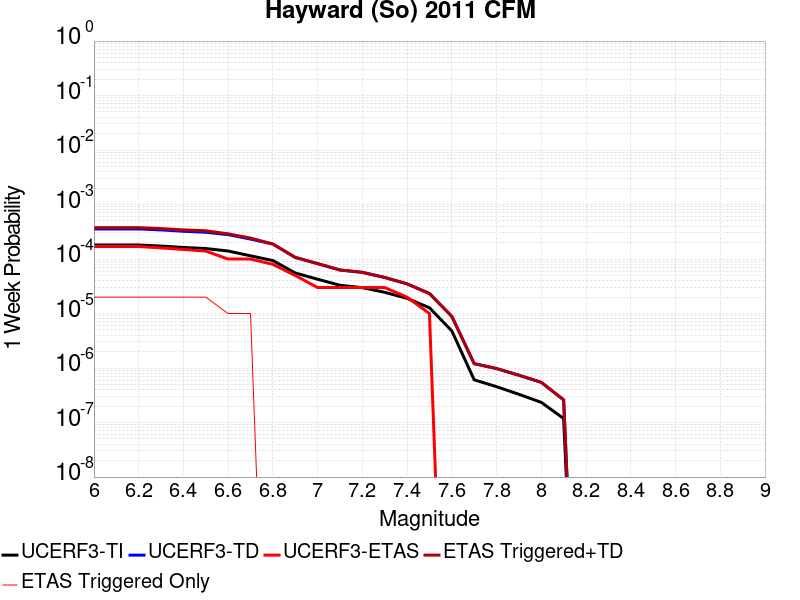 Hayward (So) 2011 CFM
10^0
10^-1
10^-2
10^-3
10^-4
10^-5
10^-6
10^-7
10^-8
1 Week Probability
6 6.2 6.4 6.6 6.8 7 7.2 7.4 7.6 7.8 8 8.2 8.4 8.6 8.8 9
Magnitude
UCERF3-TI UCERF3-TD UCERF3-ETAS ETAS Triggered+TD
ETAS Triggered Only